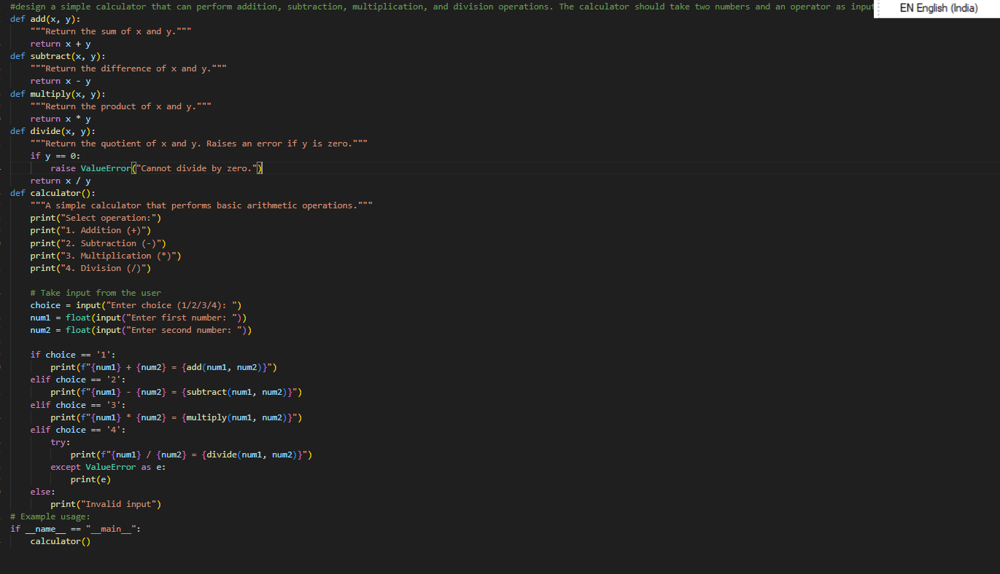 #design a simple calculator that can perform addition, subtraction, multiplication, and division operations. The calculator should take two numbers and an operator as input
EN English (India)
def add(x, y):
    """Return the sum of x and y."""
    return x + y
def subtract(x, y):
    """Return the difference of x and y."""
    return x - y
def multiply(x, y):
    """Return the product of x and y."""
    return x * y
def divide(x, y):
    """Return the quotient of x and y. Raises an error if y is zero."""
    if y == 0:
        raise ValueError("Cannot divide by zero.")
    return x / y
def calculator():
    """A simple calculator that performs basic arithmetic operations."""
    print("Select operation:")
    print("1. Addition (+)")
    print("2. Subtraction (-)")
    print("3. Multiplication (*)")
    print("4. Division (/)")
    # Take input from the user
    choice = input("Enter choice (1/2/3/4): ")
    num1 = float(input("Enter first number: "))
    num2 = float(input("Enter second number: "))
    if choice == '1':
        print(f"{num1} + {num2} = {add(num1, num2)}")
    elif choice == '2':
        print(f"{num1} - {num2} = {subtract(num1, num2)}")
    elif choice == '3':
        print(f"{num1} * {num2} = {multiply(num1, num2)}")
    elif choice == '4':
        try:
            print(f"{num1} / {num2} = {divide(num1, num2)}")
        except ValueError as e:
            print(e)
    else:
        print("Invalid input")
# Example usage:
if __name__ == "__main__":
    calculator()